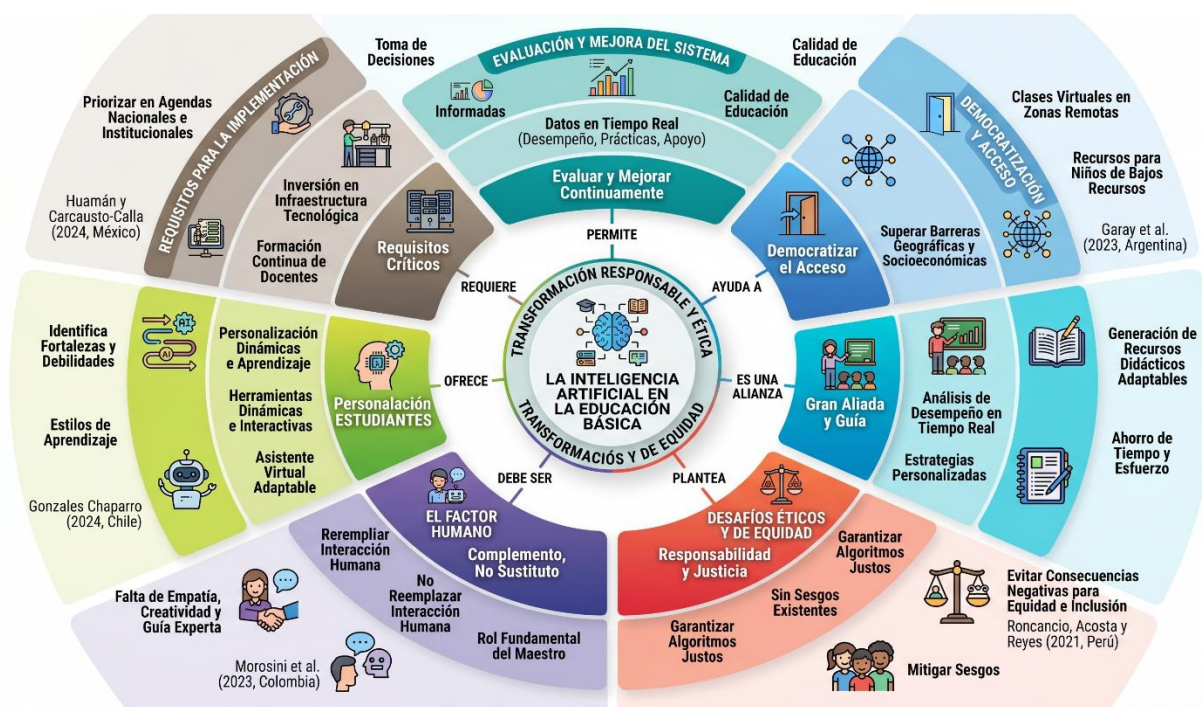 Toma de
Decisiones
EVALUACIÓN Y MEJORA DEL SISTEMA
Informadas
Calidad de
Educación
Calidad de
Educación
Datos en Tiempo Real
(Desempeño, Prácticas, Apoyo)
Evaluar y Mejorar
Continuamente
PERMITE
DEMOCRATIZACIÓN
Y ACCESO
Clases Virtuales en
Zonas Remotas
Recursos para
Niños de Bajos
Recursos
Garay et al.
(2023, Argentina)
Superar Barreras
Geográficas y
Socioeconómicas
Democratizar
el Acceso
AYUDA A
Generación de
Recursos
Didácticos
Adaptables
Ahorro de
Tiempo y
Esfuerzo
Análisis de
Desempeño en
Tiempo Real
Estrategias
Personalizadas
Gran Aliada
y Guía
ES UNA
ALIANZA
PLANTEA
DESAFÍOS ÉTICOS
Y DE EQUIDAD
Responsabilidad
y Justicia
Garantizar
Algoritmos
Justos
Sin Sesgos
Existentes
Garantizar
Algoritmos
Justos
Evitar Consecuencias
Negativas para
Equidad e Inclusión
Roncancio, Acosta y
Reyes (2021, Perú)
Mitigar Sesgos
DEBE SER
EL FACTOR
HUMANO
Complemento,
No Sustituto
Rerempliar
Interacción
Humana
No
Reemplazar
Interacción
Humana
Rol Fundamental
del Maestro
Falta de Empatía,
Creatividad y
Guía Experta
Morosini et al.
(2023, Colombia)
OFRECE
Personalación
ESTUDIANTES
Personalización
Dinámicas
e Aprendizaje
Herramientas
Dinámicas
e Interactivas
Asistente
Virtual
Adaptable
Identifica
Fortalezas y
Debilidades
AI
AI
Estilos de
Aprendizaje
Gonzales Chaparro
(2024, Chile)
REQUIERE
Requisitos
Críticos
Inversión en
Infraestructura
Tecnológica
Formación
Continua de
Docentes
REQUISITOS PARA LA IMPLEMENTACIÓN
Priorizar en Agendas
Nacionales e
Institucionales
Huamán y
Carcausto-Calla
(2024, México)
TRANSFORMACIÓN RESPONSABLE Y ÉTICA
LA INTELIGENCIA
ARTIFICIAL EN
LA EDUCACIÓN
BÁSICA
TRANSFORMACIÓS Y DE EQUIDAD